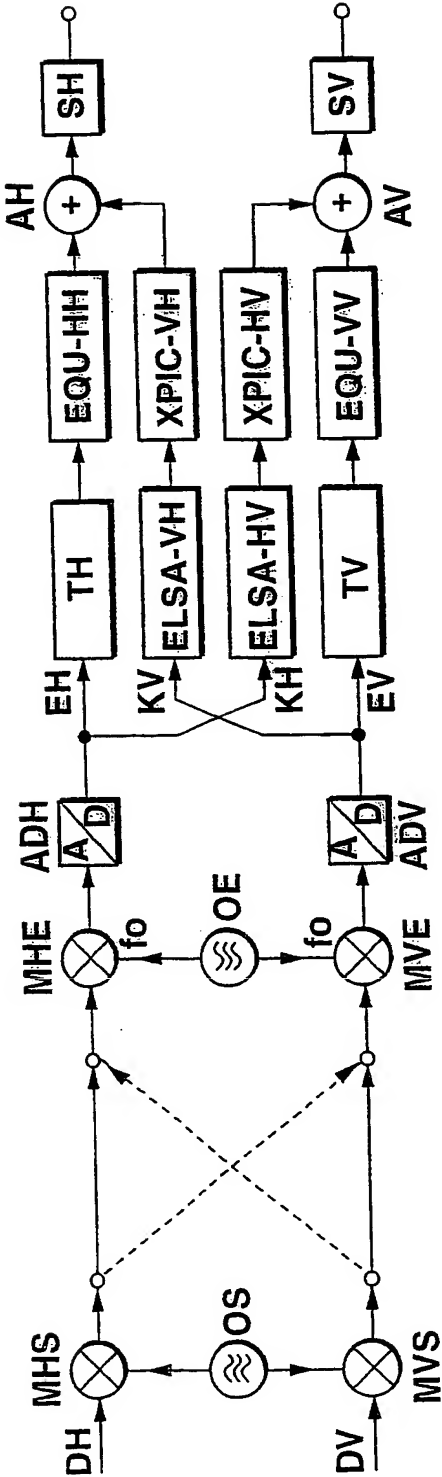 DH
MHS
OS
DV
MVS
MHE
fo
OE
fo
MVE
ADH
A
D
A
D
ADV
EH
KV
KH
EV
TH
ELSA-VH
ELSA-HV
TV
EQU-HH
XPIC-VH
XPIC-HV
EQU-VV
AH
+
+
AV
SH
SV